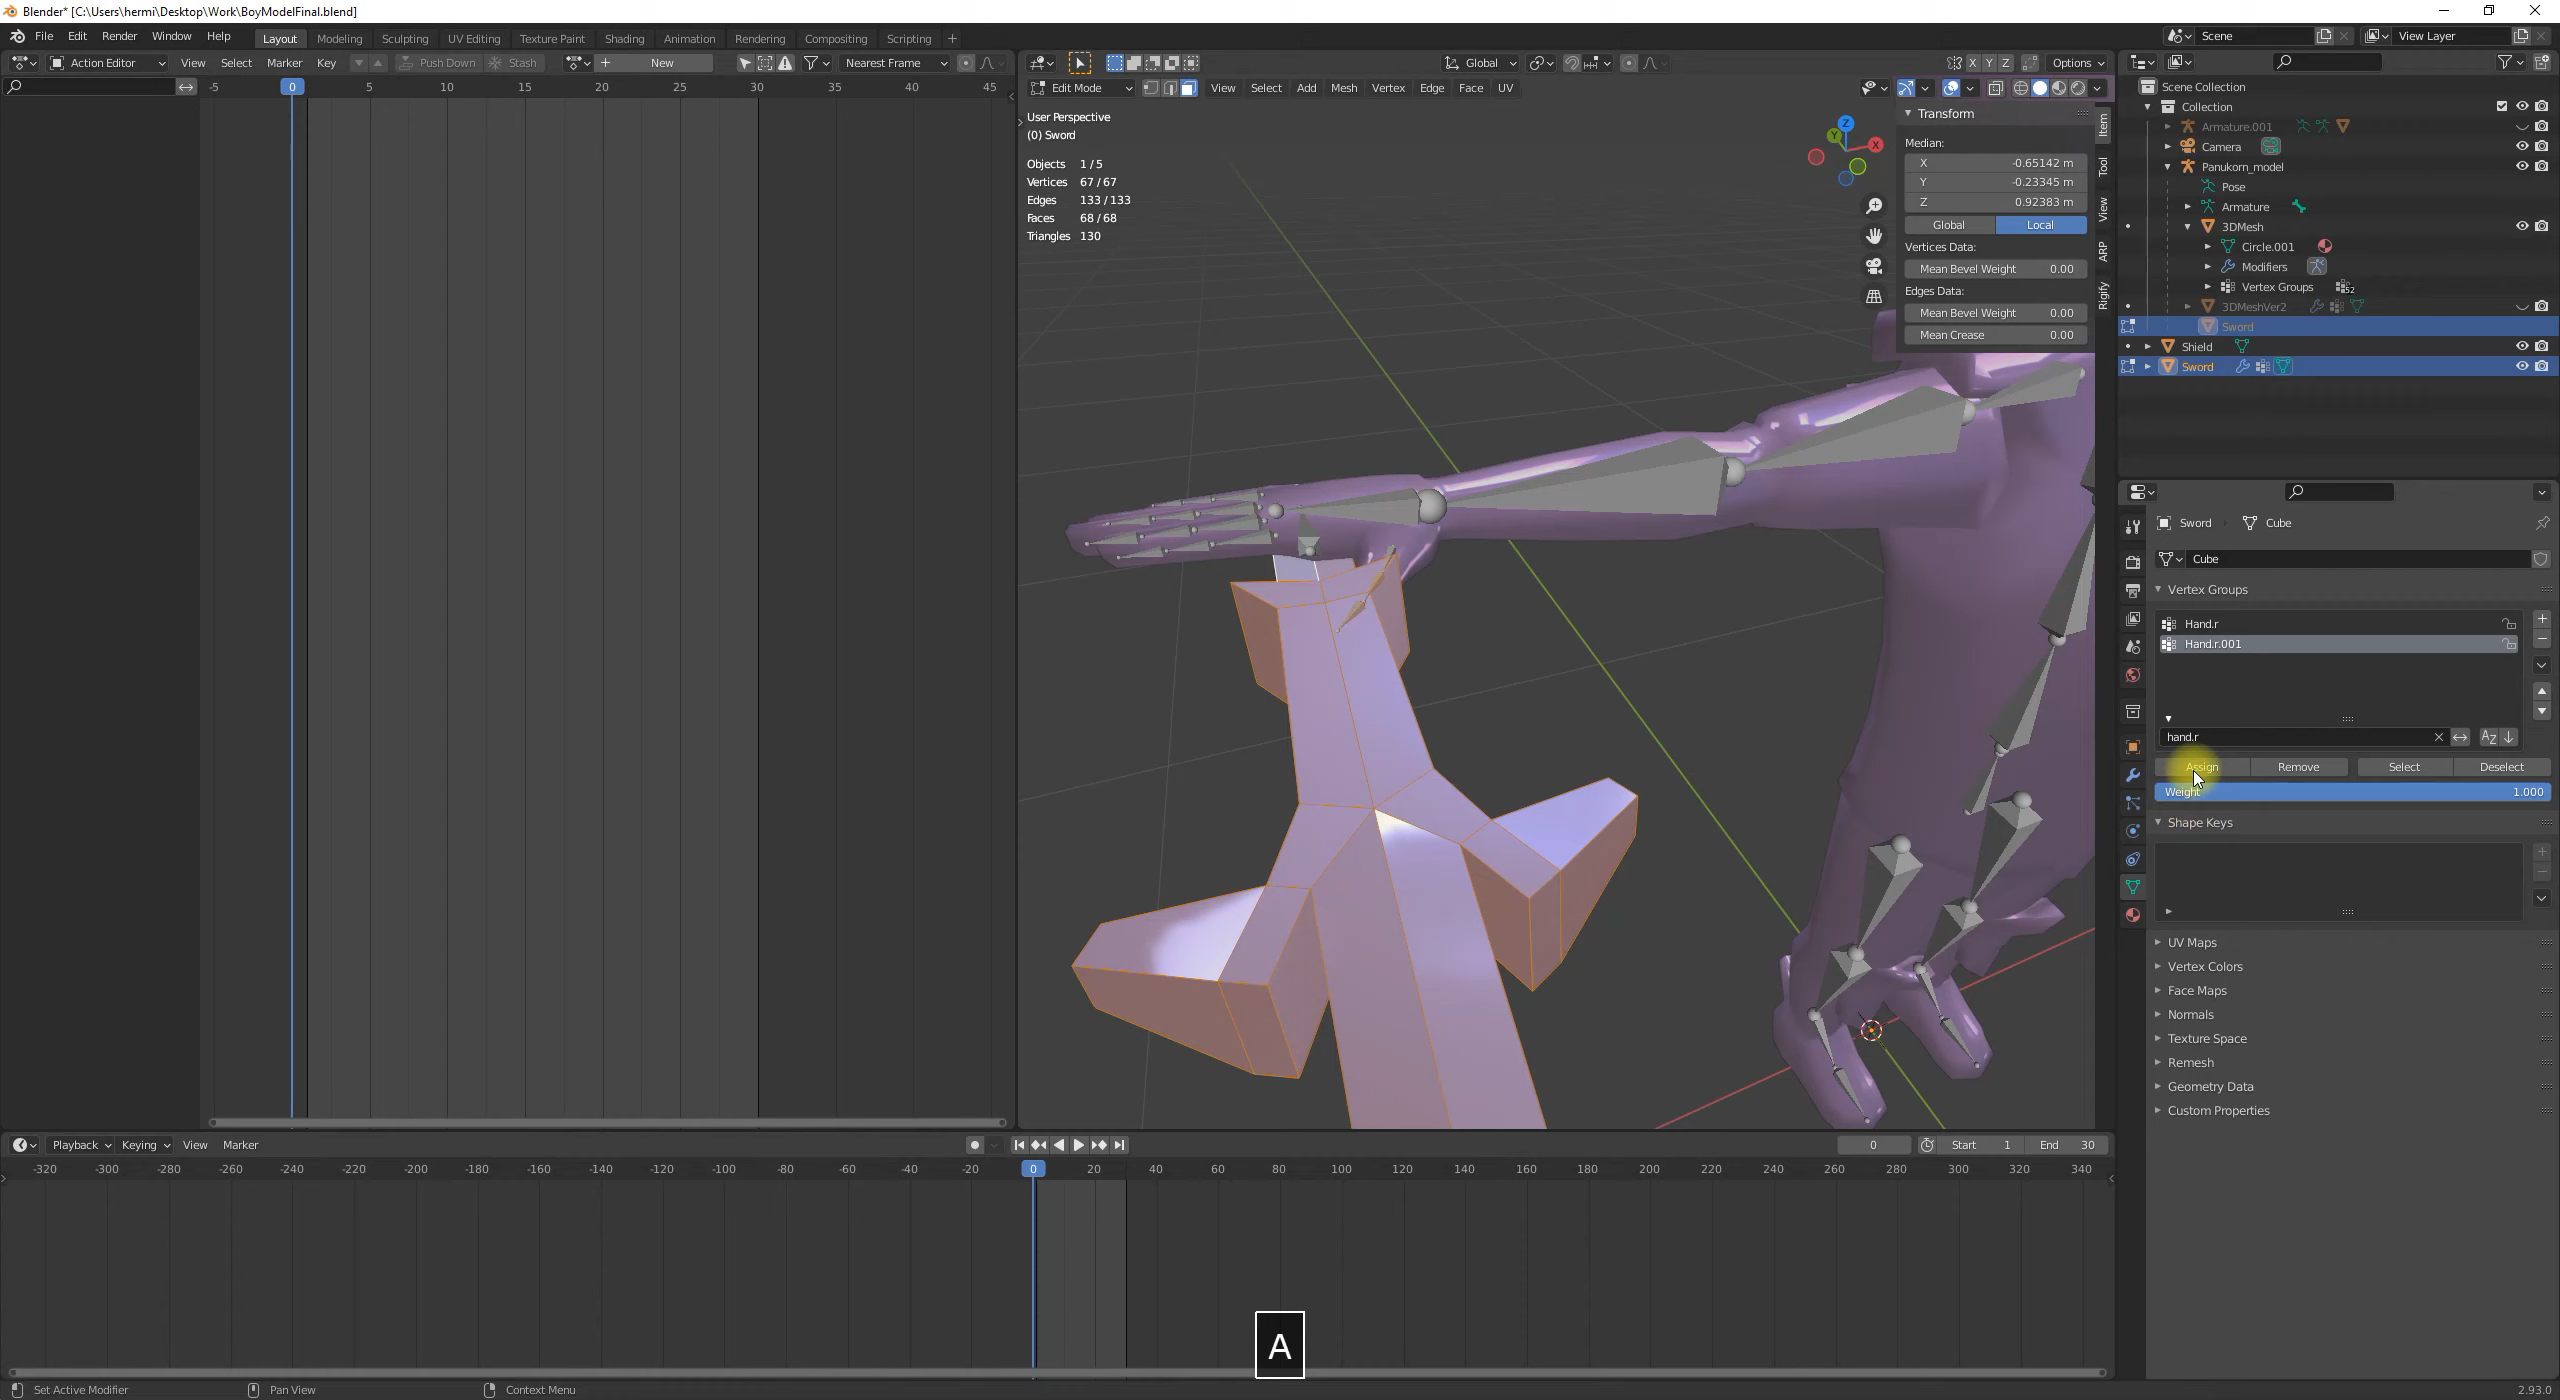 Blender* [C:\Users\hermi\Desktop\Work\BoyModelFinal.blend]
File Edit Render Window Help Layout Modeling Sculpting UV Editing Texture Paint Shading Animation Rendering Compositing Scripting Scene View Layer
Action Editor View Select Marker Key Push Down Stash New Nearest Frame
-5 0 5 10 15 20 25 30 35 40 45
Global X Y Z Options
Edit Mode View Select Add Mesh Vertex Edge Face UV
User Perspective
(0) Sword
Objects 1 / 5
Vertices 67 / 67
Edges 133 / 133
Faces 68 / 68
Triangles 130
Z
Y
X
Transform
Median:
X -0.65142 m
Y -0.23345 m
Z 0.92383 m
Global Local
Vertices Data:
Mean Bevel Weight 0.00
Edges Data:
Mean Bevel Weight 0.00
Mean Crease 0.00
Item
Tool
View
ARP
Rigify
Scene Collection
Collection
Armature.001
Camera
Panukorn_model
Pose
Armature
3DMesh
Circle.001
Modifiers
Vertex Groups 52
3DMeshVer2
Sword
Shield
Sword
Sword Cube
Cube
Vertex Groups
Hand.r
Hand.r.001
hand.r
Assign Remove Select Deselect
Weight 1.000
Shape Keys
UV Maps
Vertex Colors
Face Maps
Normals
Texture Space
Remesh
Geometry Data
Custom Properties
Playback Keying View Marker 0 Start 1 End 30
-320 -300 -280 -260 -240 -220 -200 -180 -160 -140 -120 -100 -80 -60 -40 -20 0 20 40 60 80 100 120 140 160 180 200 220 240 260 280 300 320 340
A
Set Active Modifier Pan View Context Menu 2.93.0